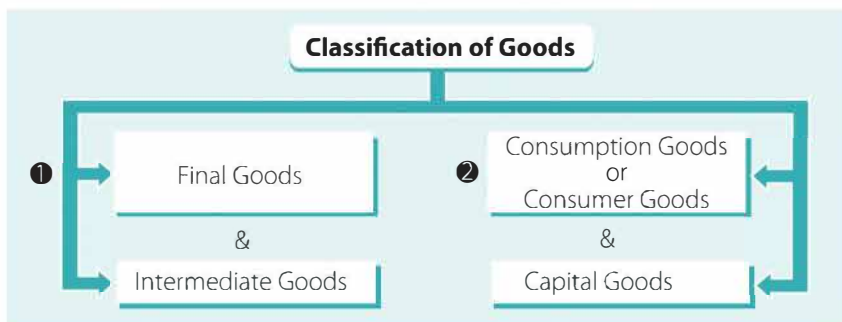 Classification of Goods
❶
Final Goods
&
Intermediate Goods
❷
Consumption Goods
or
Consumer Goods
&
Capital Goods